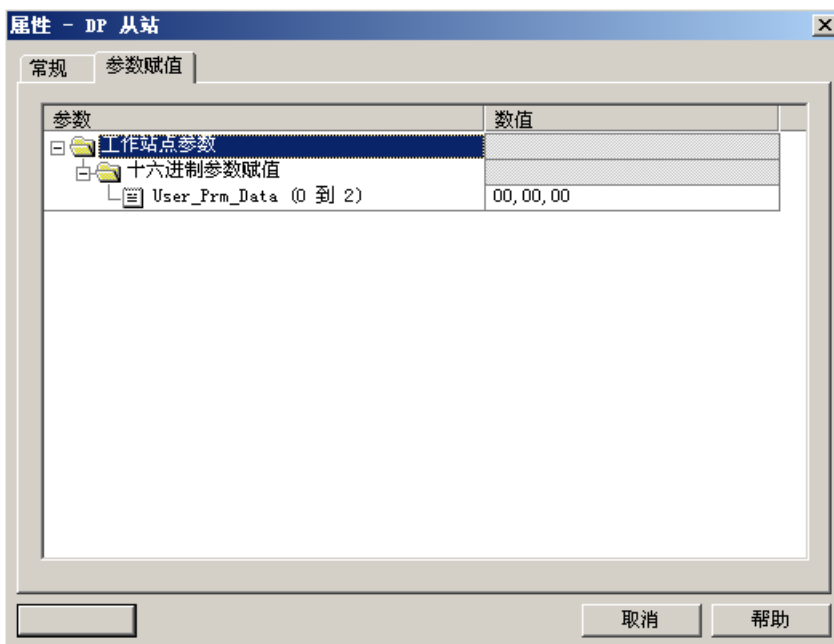 属性 - DP 从站
常规 参数赋值
参数 数值
工作站点参数
十六进制参数赋值
User_Prm_Data (0 到 2) 00,00,00
取消 帮助